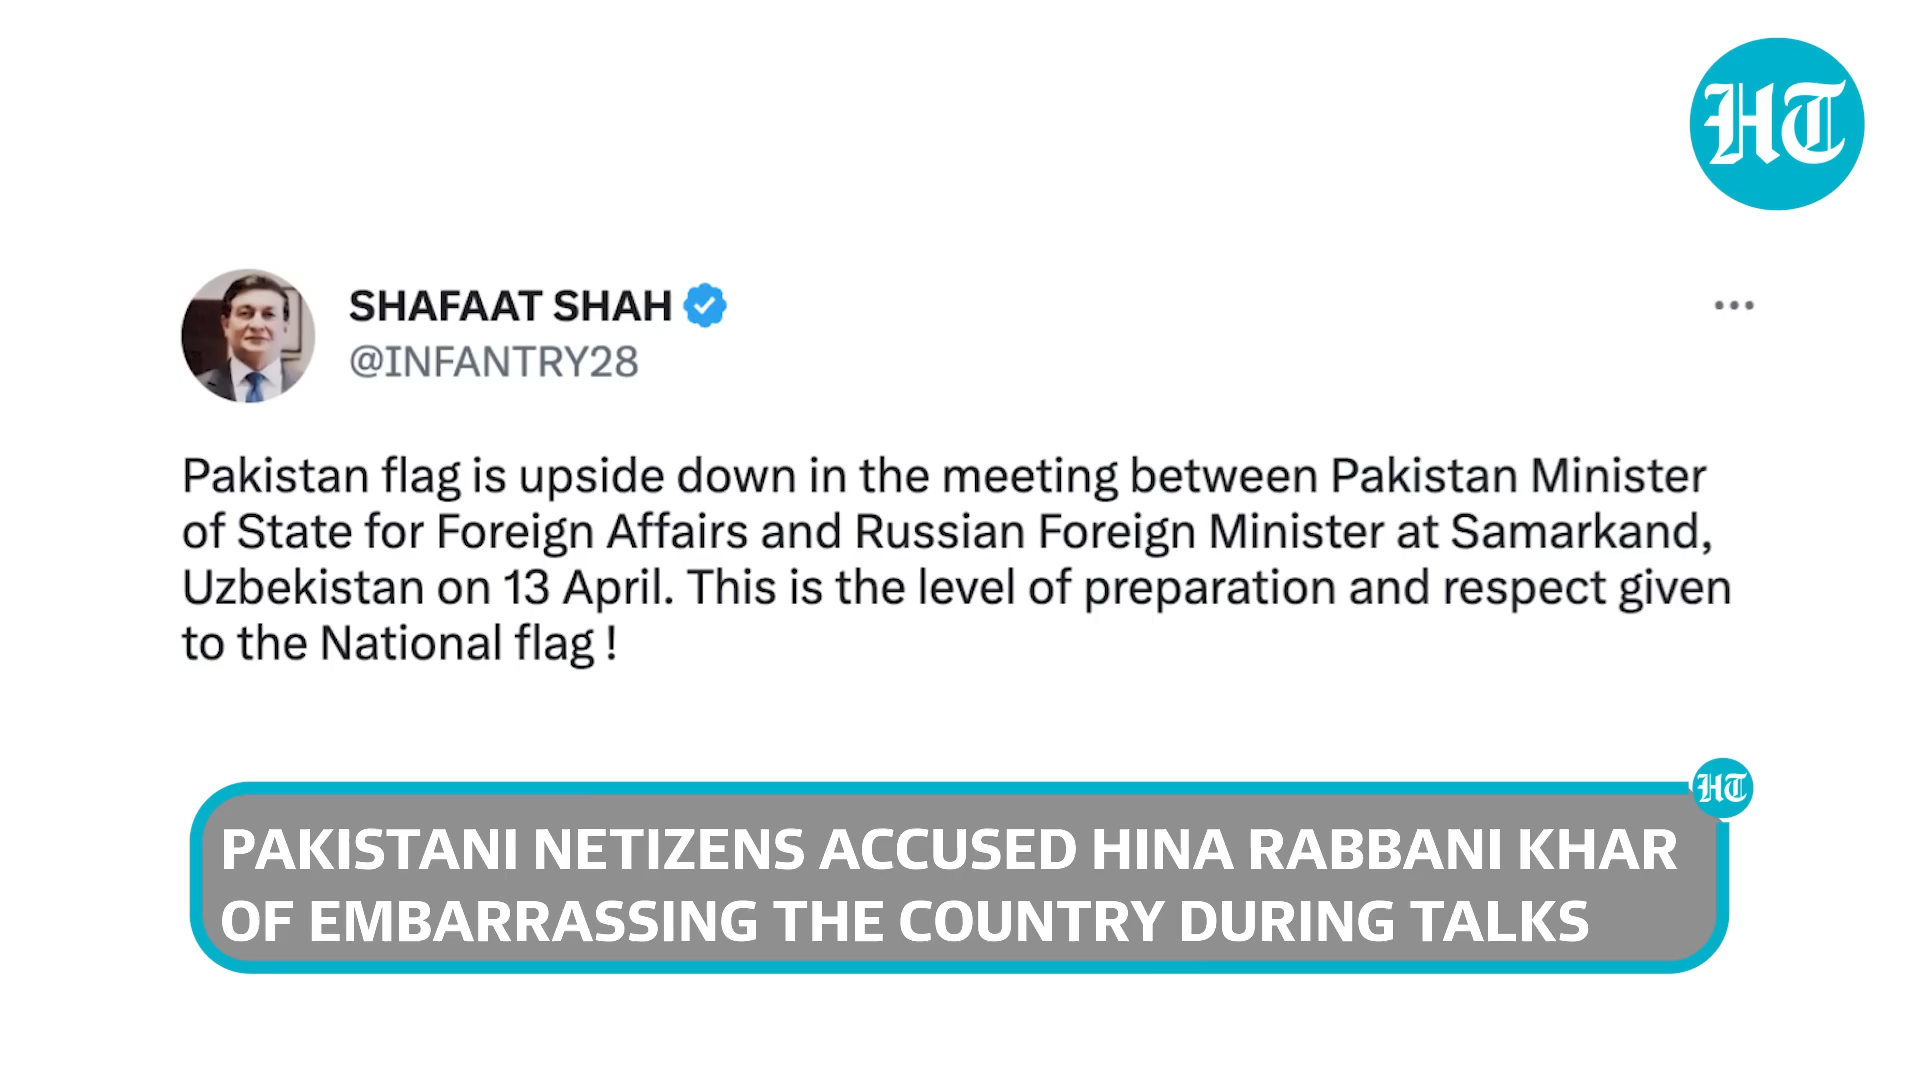 HT
SHAFAAT SHAH
@INFANTRY28
Pakistan flag is upside down in the meeting between Pakistan Minister
of State for Foreign Affairs and Russian Foreign Minister at Samarkand,
Uzbekistan on 13 April. This is the level of preparation and respect given
to the National flag !
HT
PAKISTANI NETIZENS ACCUSED HINA RABBANI KHAR
OF EMBARRASSING THE COUNTRY DURING TALKS